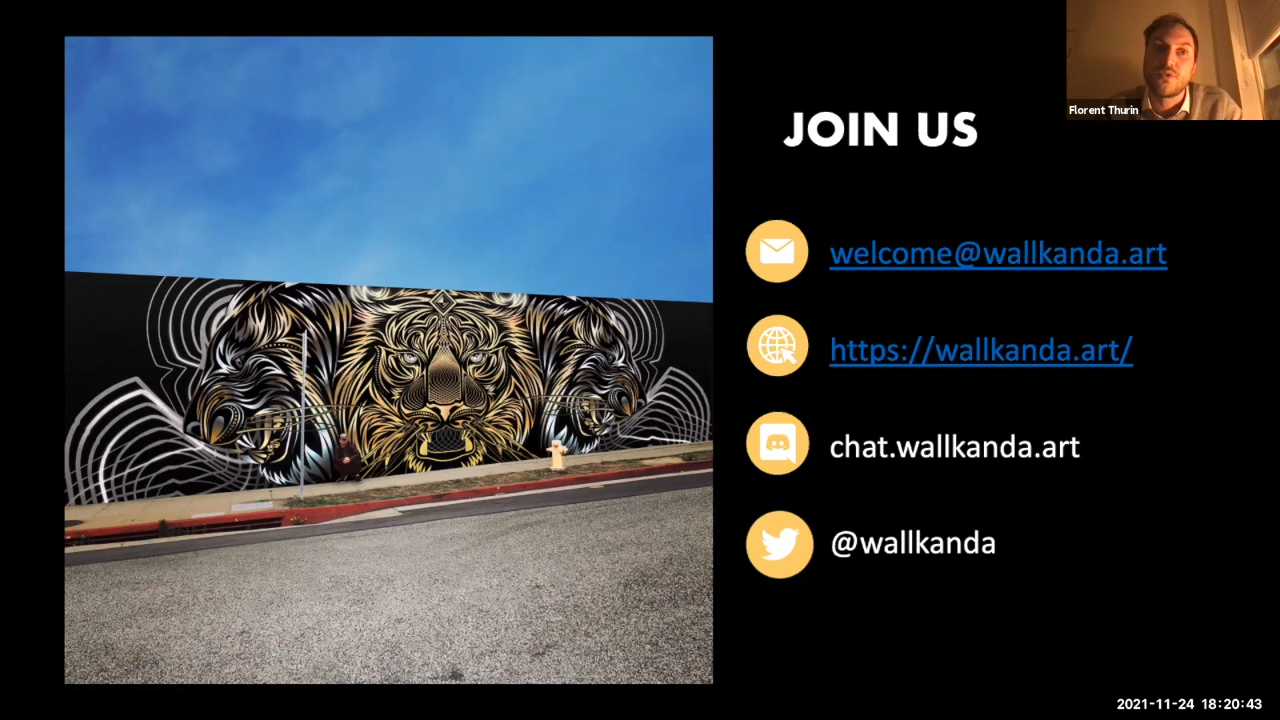 Florent Thurin
JOIN US
welcome@wallkanda.art
https://wallkanda.art/
chat.wallkanda.art
@wallkanda
2021-11-24 18:20:43